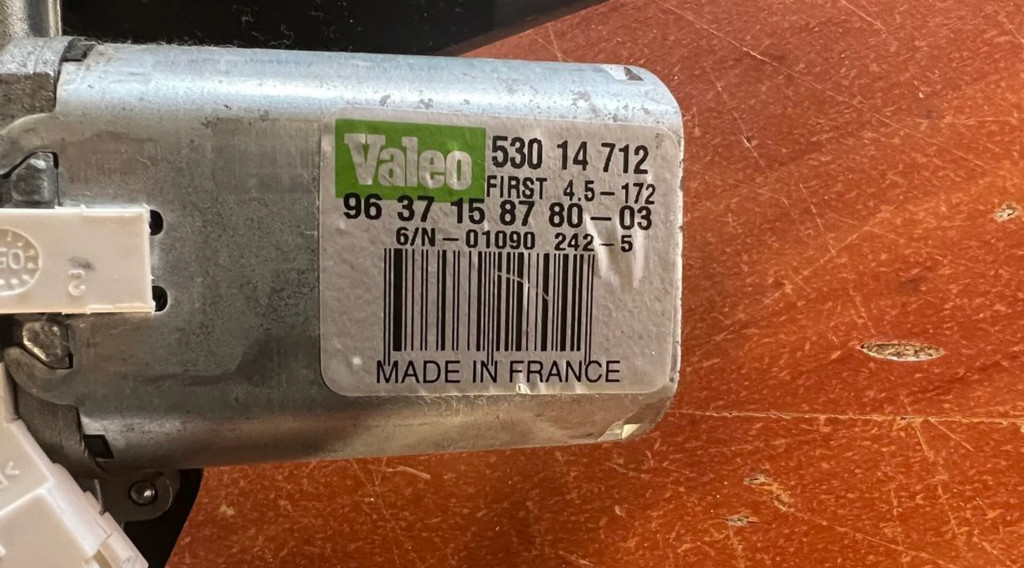 Valeo 530 14 712
FIRST 4.5-172
96 37 15 87 80-03
6/N-01090 242-5
MADE IN FRANCE
2